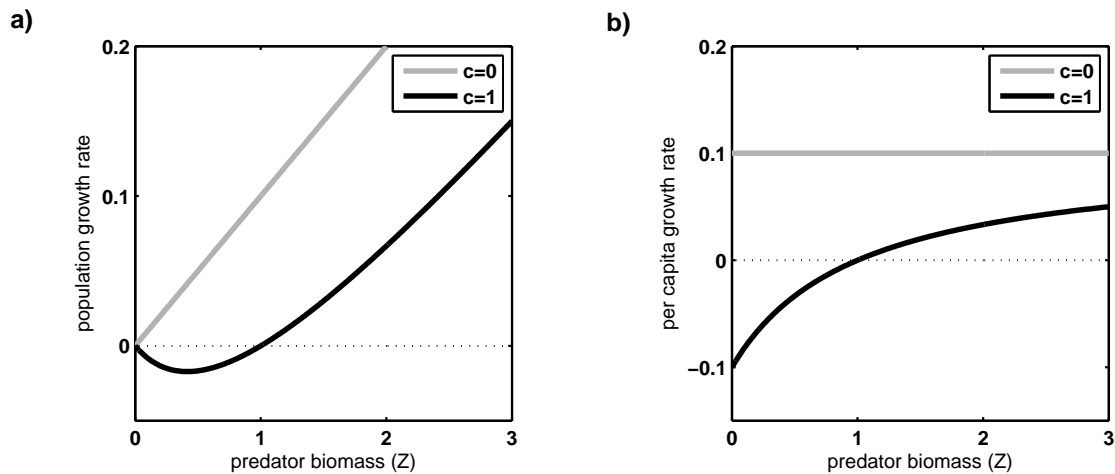 a)
0.2
0.1
0
0
1
2
3
population growth rate
predator biomass (Z)
c=0
c=1
b)
0.2
0.1
0
−0.1
0
1
2
3
per capita growth rate
predator biomass (Z)
c=0
c=1